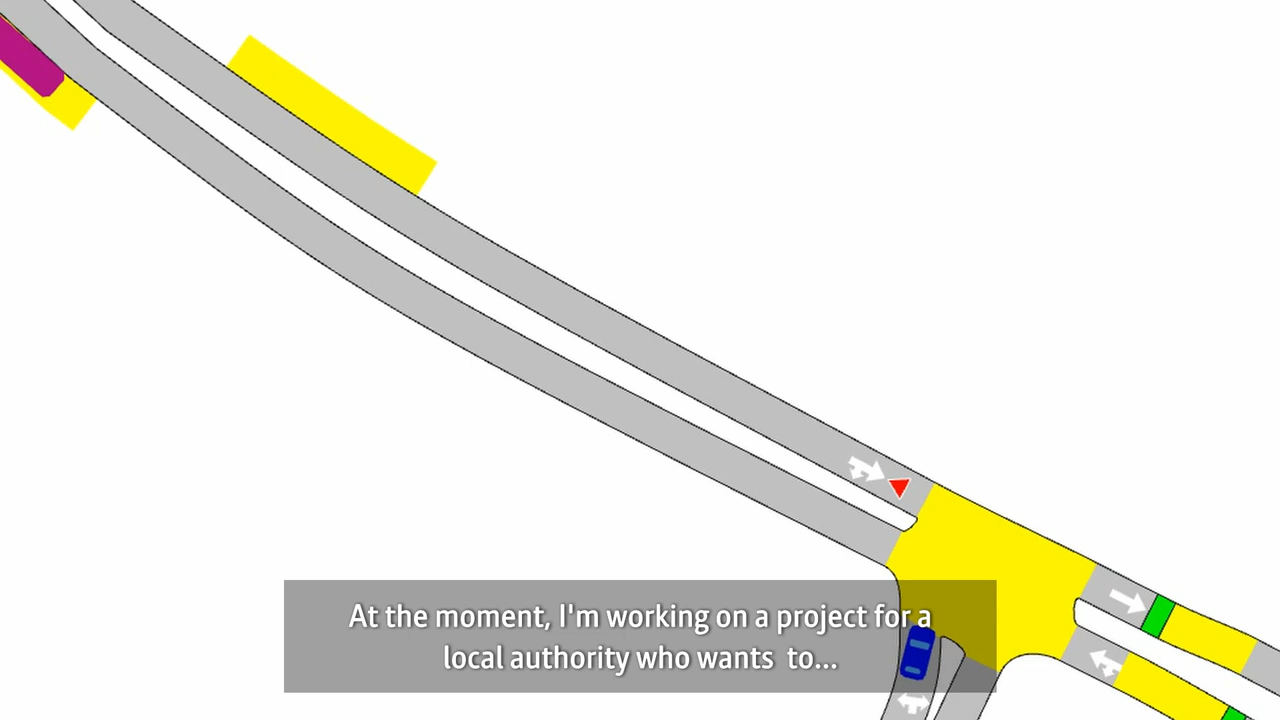 At the moment, I'm working on a project for a
local authority who wants to...